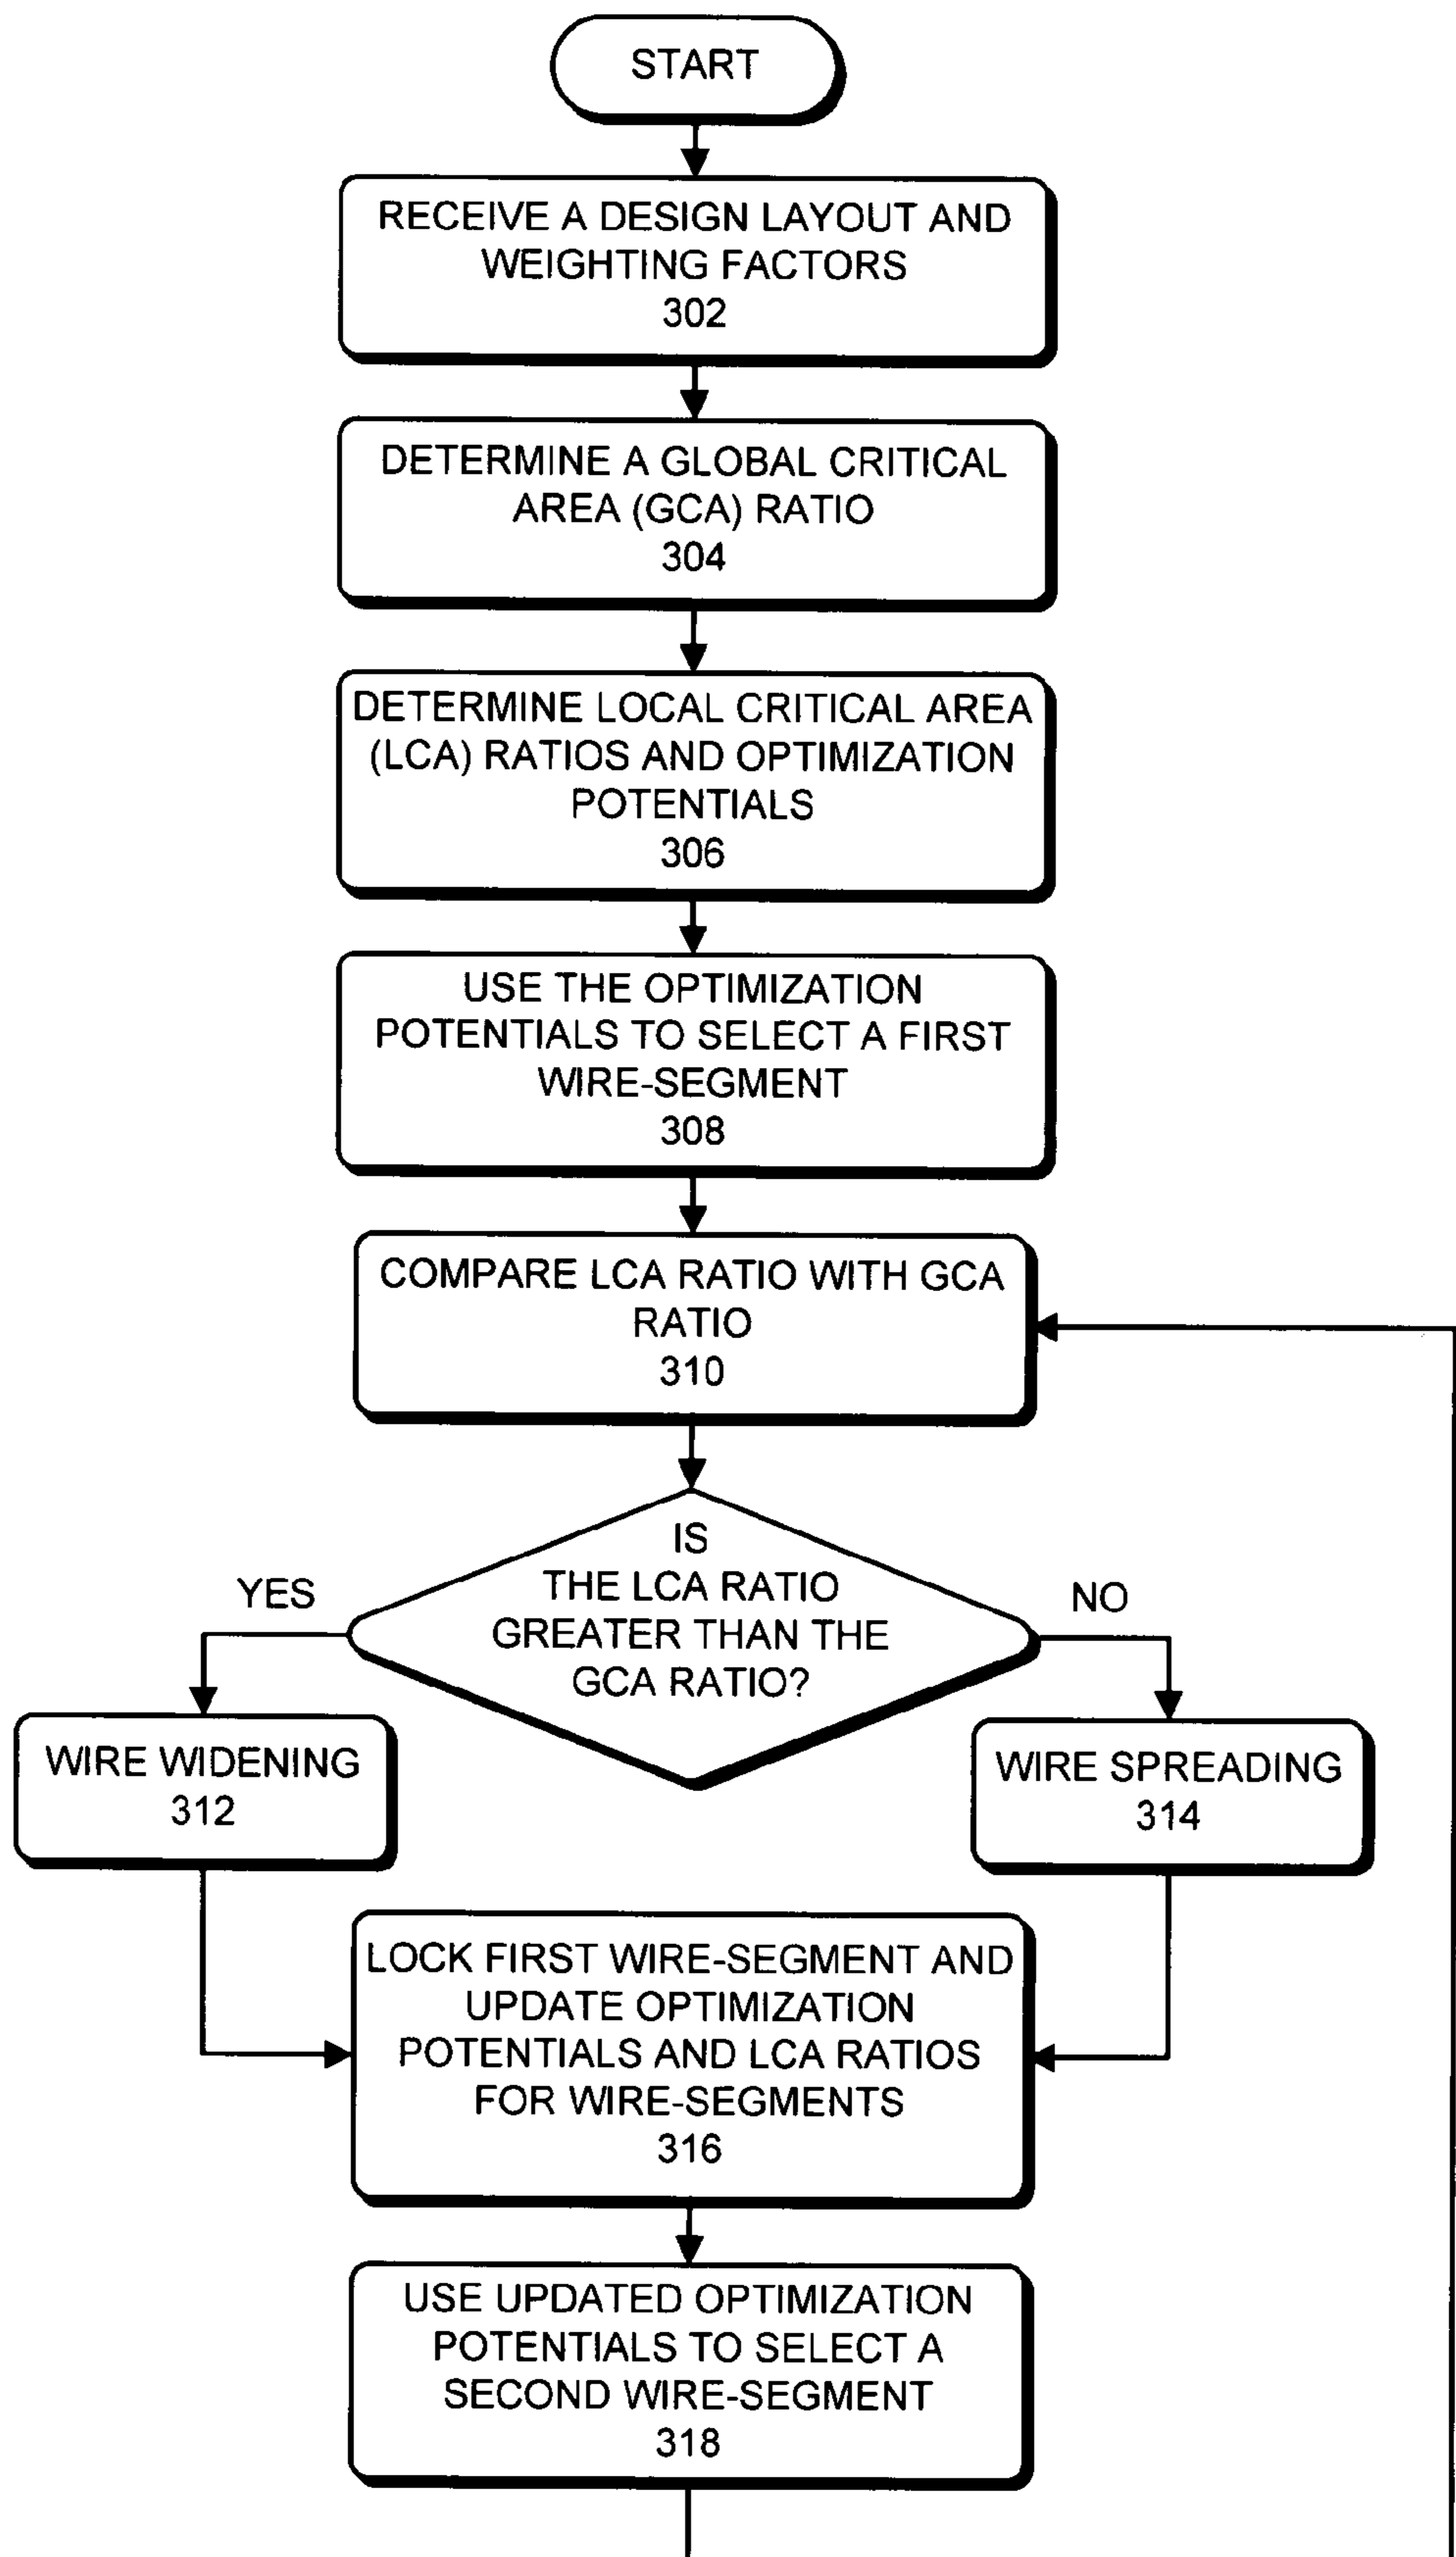 START
RECEIVE A DESIGN LAYOUT AND
WEIGHTING FACTORS
302
DETERMINE A GLOBAL CRITICAL
AREA (GCA) RATIO
304
DETERMINE LOCAL CRITICAL AREA
(LCA) RATIOS AND OPTIMIZATION
POTENTIALS
306
USE THE OPTIMIZATION
POTENTIALS TO SELECT A FIRST
WIRE-SEGMENT
308
COMPARE LCA RATIO WITH GCA
RATIO
310
IS
THE LCA RATIO
GREATER THAN THE
GCA RATIO?
YES
NO
WIRE WIDENING
312
WIRE SPREADING
314
LOCK FIRST WIRE-SEGMENT AND
UPDATE OPTIMIZATION
POTENTIALS AND LCA RATIOS
FOR WIRE-SEGMENTS
316
USE UPDATED OPTIMIZATION
POTENTIALS TO SELECT A
SECOND WIRE-SEGMENT
318